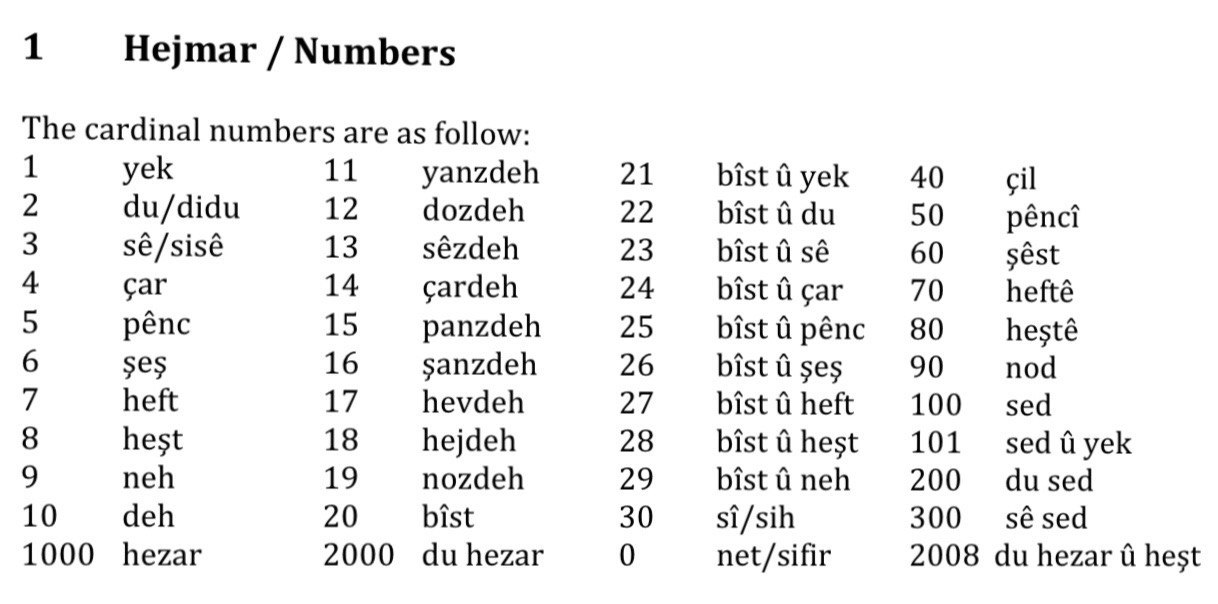 1 Hejmar / Numbers
The cardinal numbers are as follow:
1 yek 11 yanzdeh 21 bîst û yek 40 çil
2 du/didu 12 dozdeh 22 bîst û du 50 pêncî
3 sê/sisê 13 sêzdeh 23 bîst û sê 60 şêst
4 çar 14 çardeh 24 bîst û çar 70 heftê
5 pênc 15 panzdeh 25 bîst û pênc 80 heştê
6 şeş 16 şanzdeh 26 bîst û şeş 90 nod
7 heft 17 hevdeh 27 bîst û heft 100 sed
8 heşt 18 hejdeh 28 bîst û heşt 101 sed û yek
9 neh 19 nozdeh 29 bîst û neh 200 du sed
10 deh 20 bîst 30 sî/sih 300 sê sed
1000 hezar 2000 du hezar 0 net/sifir 2008 du hezar û heşt